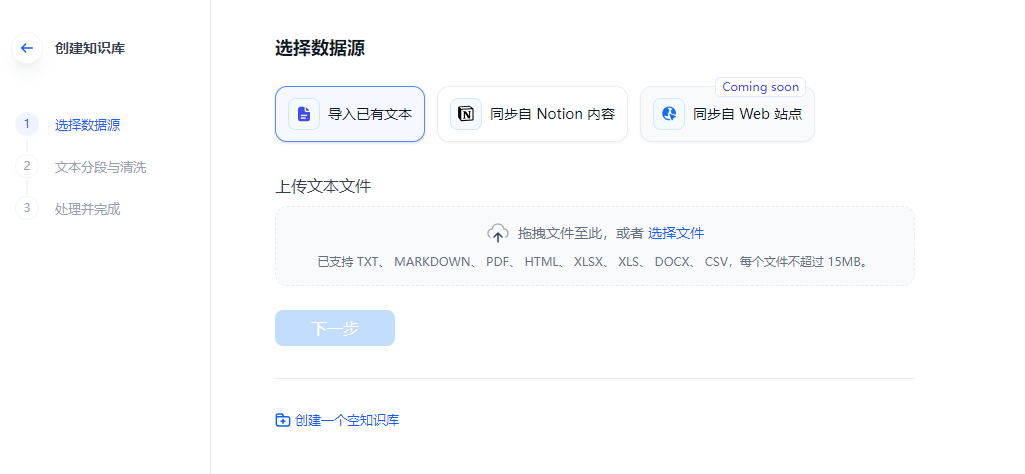 创建知识库
1 选择数据源
2 文本分段与清洗
3 处理并完成
选择数据源
Coming soon
导入已有文本
同步自 Notion 内容
同步自 Web 站点
上传文本文件
拖拽文件至此，或者 选择文件
已支持 TXT、 MARKDOWN、 PDF、 HTML、 XLSX、 XLS、 DOCX、 CSV，每个文件不超过 15MB。
下一步
创建一个空知识库